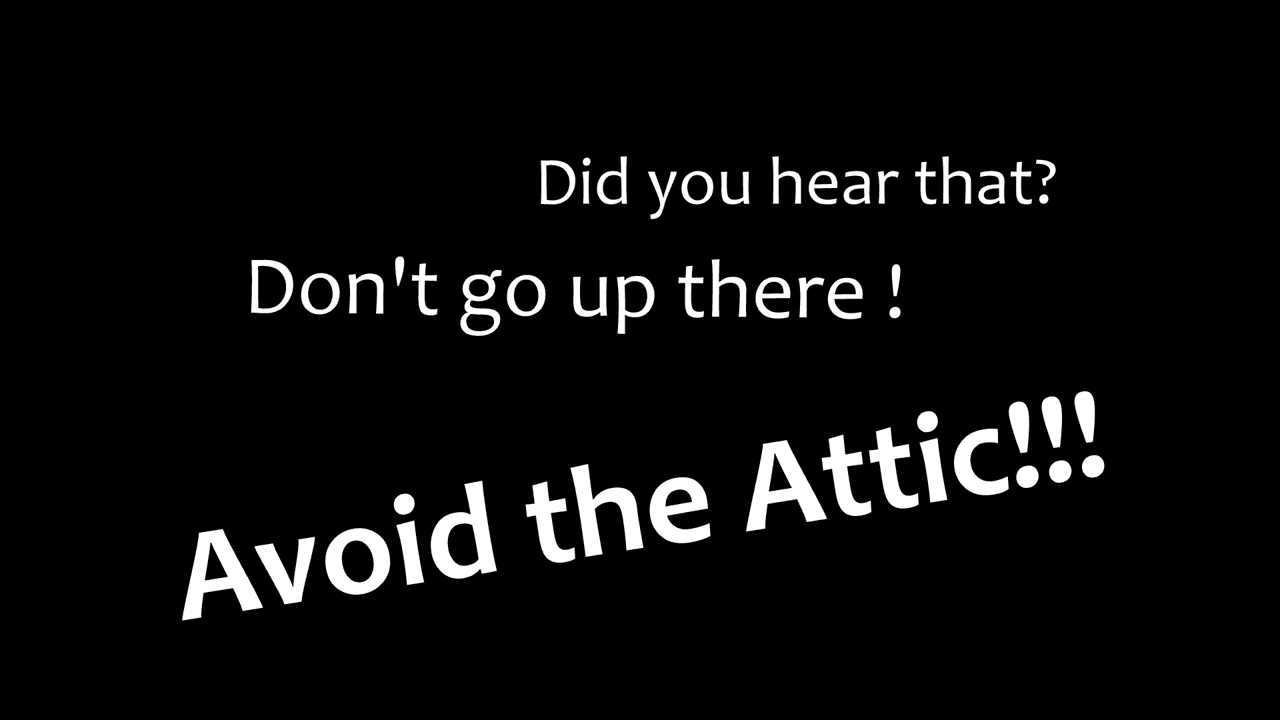 Did you hear that?
Don't go up there !
Avoid the Attic!!!